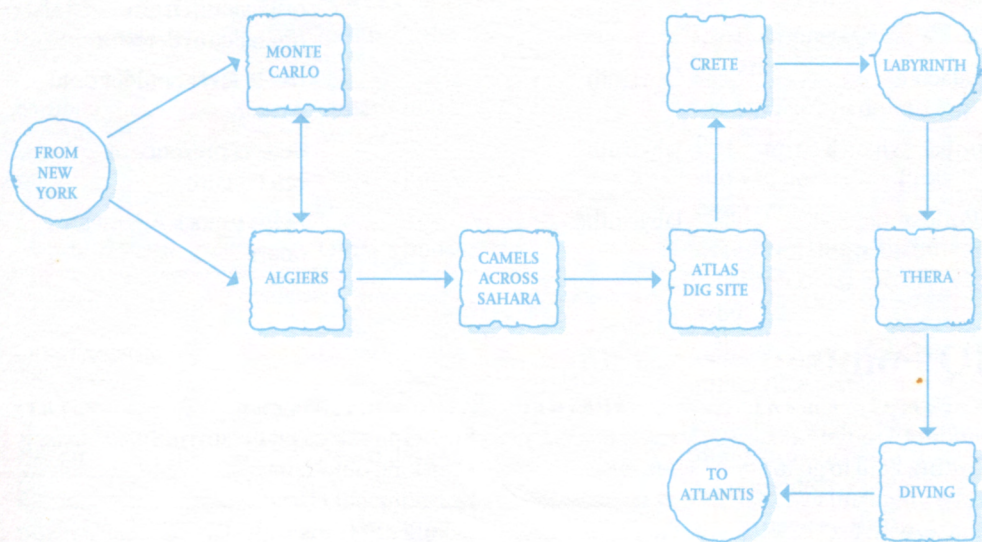 MONTE
CARLO
CRETE
LABYRINTH
FROM
NEW
YORK
ALGIERS
CAMELS
ACROSS
SAHARA
ATLAS
DIG SITE
THERA
TO
ATLANTIS
DIVING